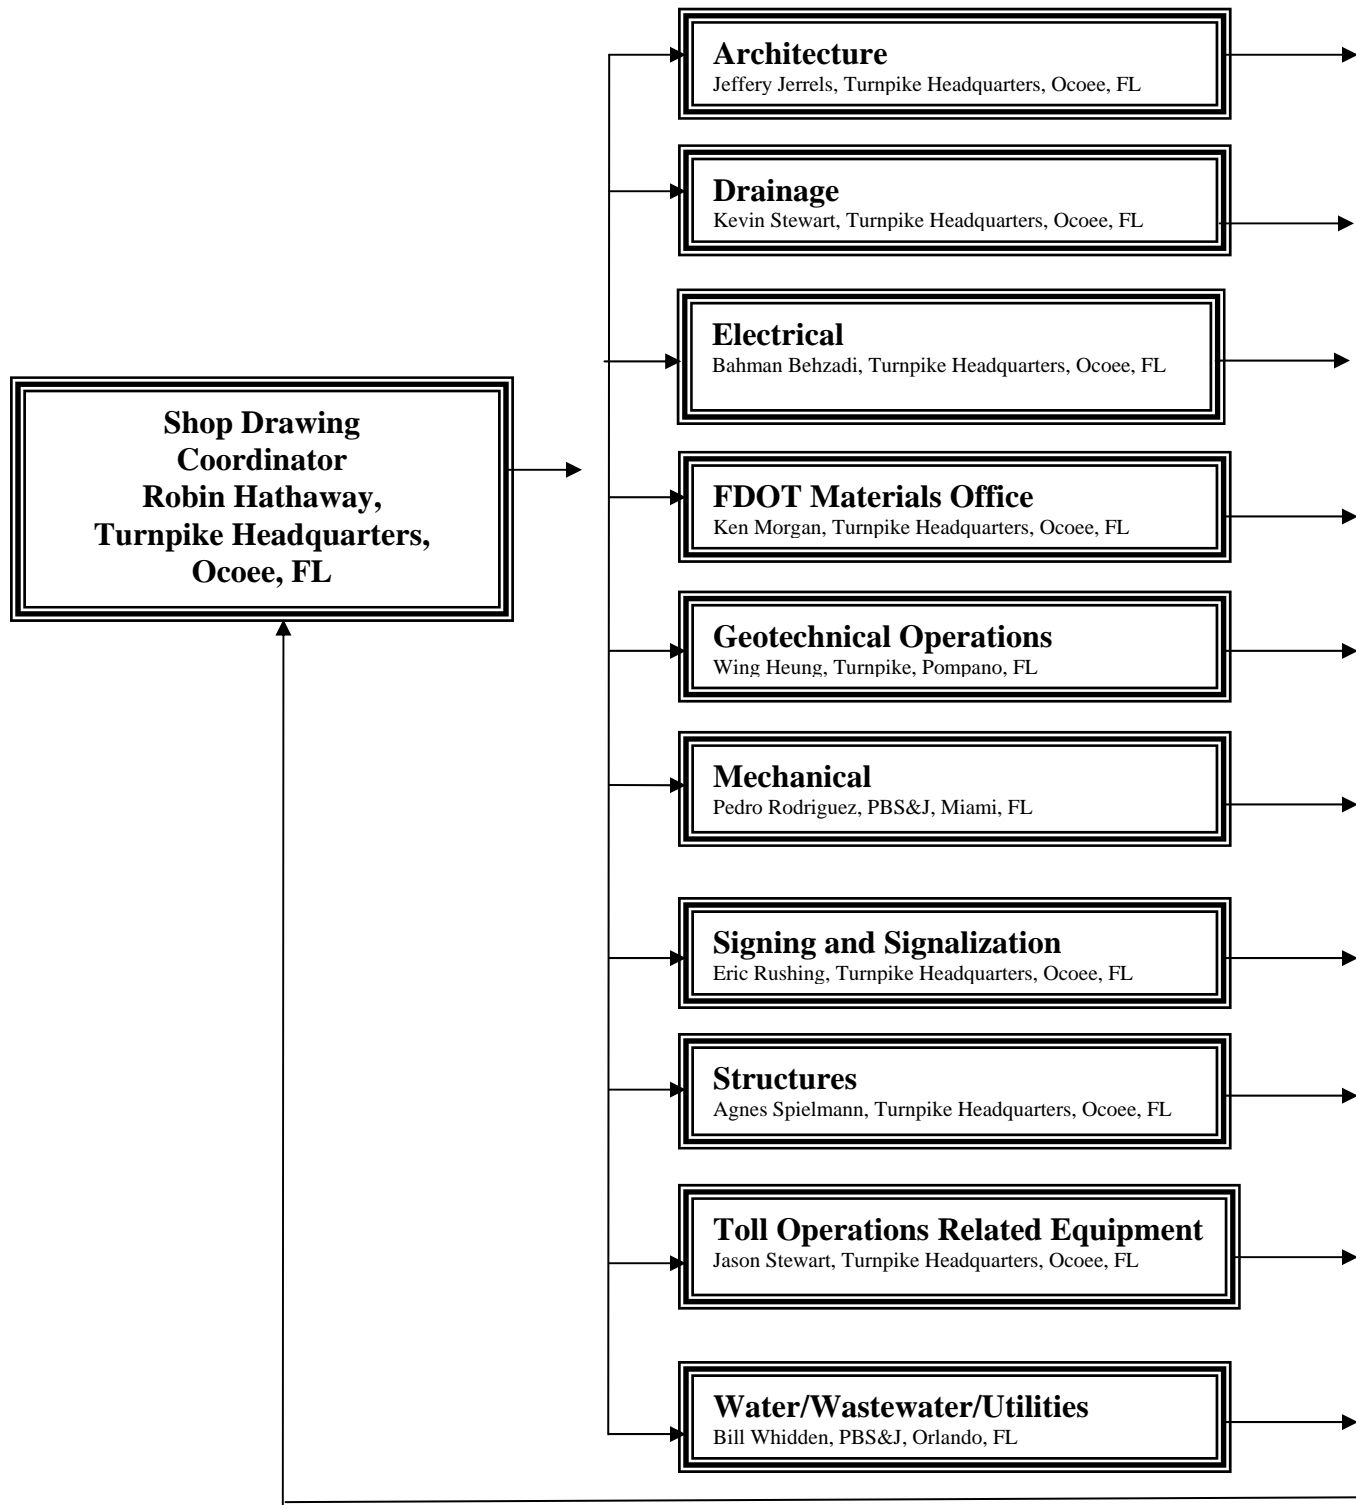 Architecture
Jeffery Jerrels, Turnpike Headquarters, Ocoee, FL
Drainage
Kevin Stewart, Turnpike Headquarters, Ocoee, FL
Electrical
Bahman Behzadi, Turnpike Headquarters, Ocoee, FL
Shop Drawing
Coordinator
Robin Hathaway,
Turnpike Headquarters,
Ocoee, FL
FDOT Materials Office
Ken Morgan, Turnpike Headquarters, Ocoee, FL
Geotechnical Operations
Wing Heung, Turnpike, Pompano, FL
Mechanical
Pedro Rodriguez, PBS&J, Miami, FL
Signing and Signalization
Eric Rushing, Turnpike Headquarters, Ocoee, FL
Structures
Agnes Spielmann, Turnpike Headquarters, Ocoee, FL
Toll Operations Related Equipment
Jason Stewart, Turnpike Headquarters, Ocoee, FL
Water/Wastewater/Utilities
Bill Whidden, PBS&J, Orlando, FL